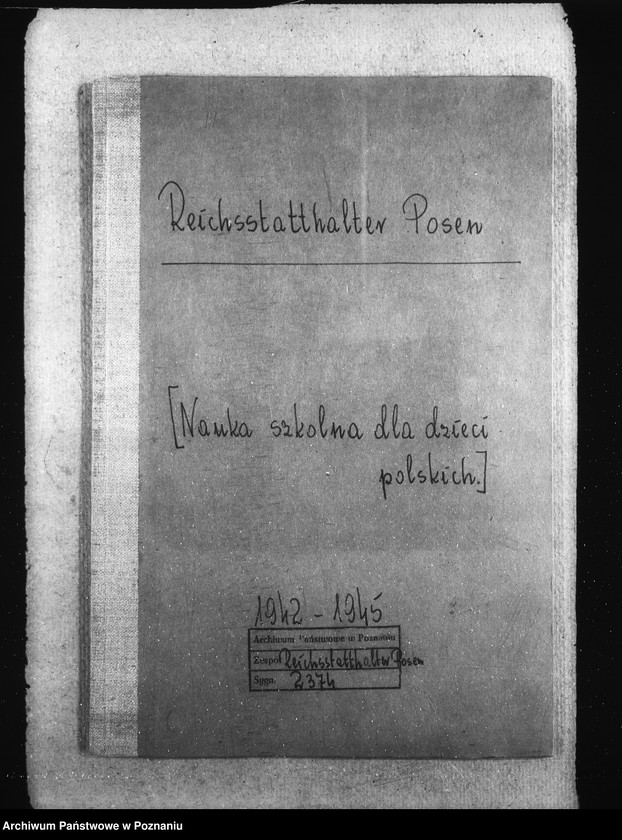 Reichsstatthalter Posen
[Nauka szkolna dla dzieci
polskich.]
1942 - 1945
Archiwum Państwowe w Poznaniu
Zespół Reichsstatthalter Posen
Sygn. 2374
Archiwum Państwowe w Poznaniu